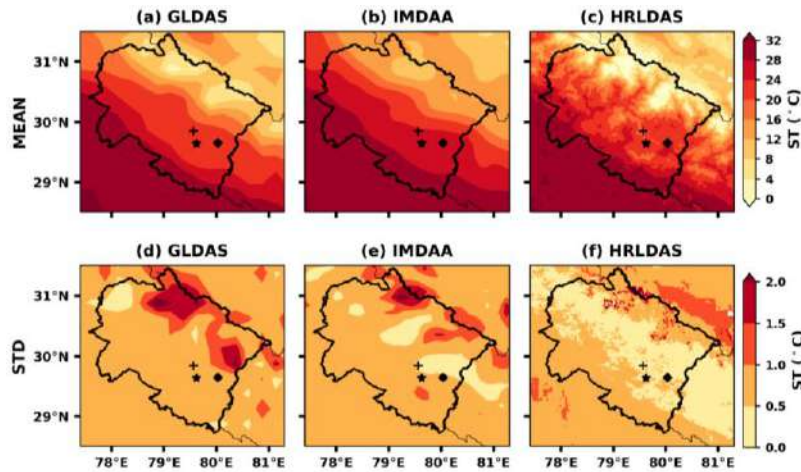 (a) GLDAS (b) IMDAA (c) HRLDAS
MEAN
31°N
30°N
29°N
32
28
24
20
16
12
8
4
0
ST (°C)
(d) GLDAS (e) IMDAA (f) HRLDAS
STD
31°N
30°N
29°N
78°E 79°E 80°E 81°E 78°E 79°E 80°E 81°E 78°E 79°E 80°E 81°E
2.0
1.5
1.0
0.5
0.0
ST (°C)